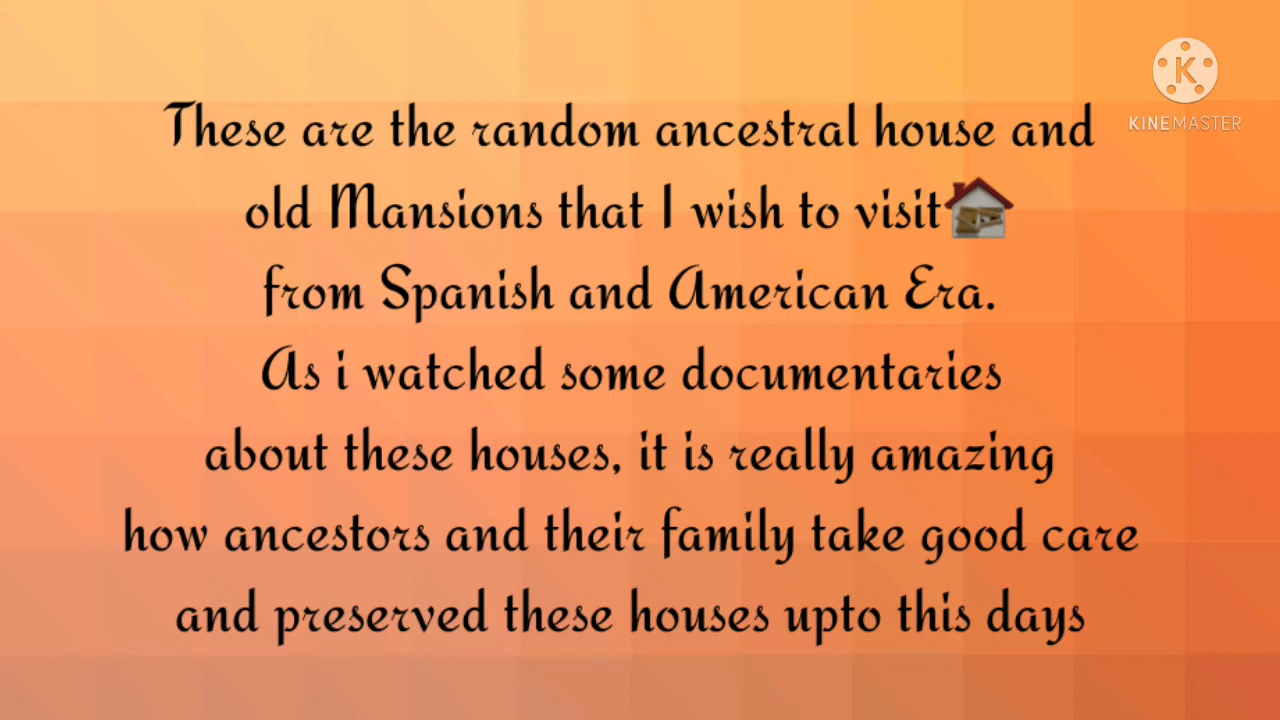 These are the random ancestral house and
old Mansions that I wish to visit🏚
from Spanish and American Era.
As i watched some documentaries
about these houses, it is really amazing
how ancestors and their family take good care
and preserved these houses upto this days
K
KINEMASTER